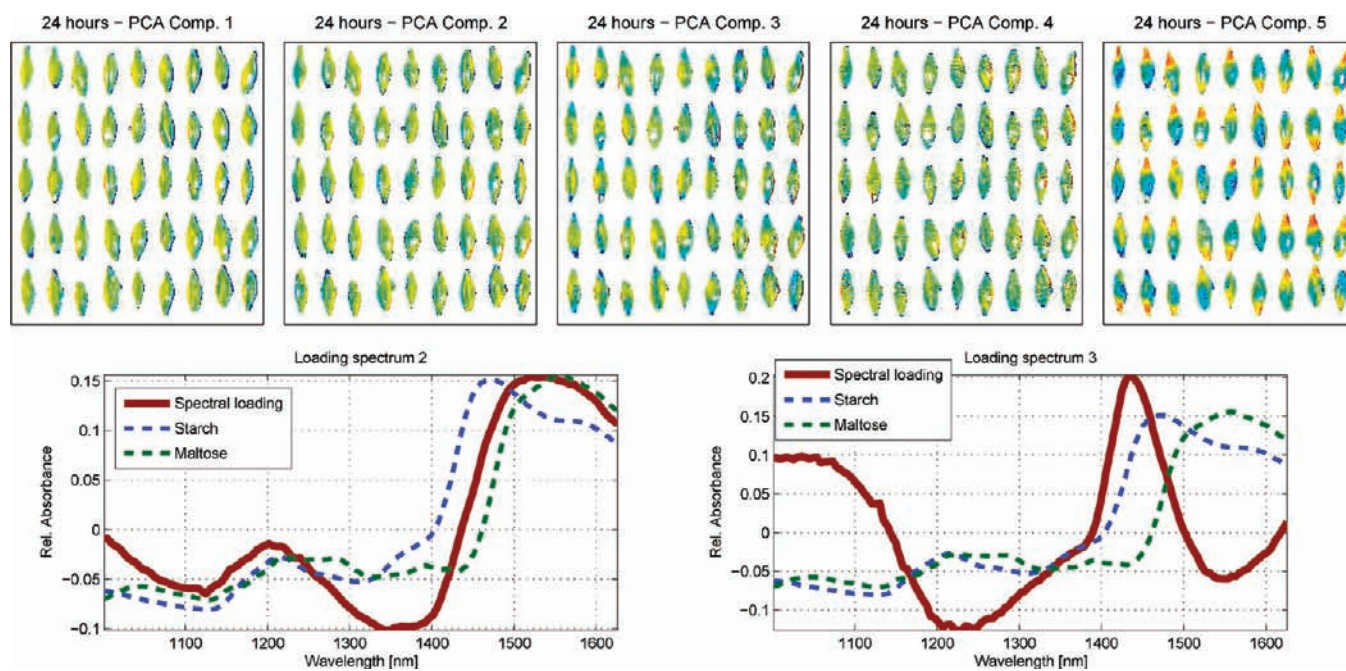 24 hours – PCA Comp. 1
24 hours – PCA Comp. 2
24 hours – PCA Comp. 3
24 hours – PCA Comp. 4
24 hours – PCA Comp. 5
Loading spectrum 2
Rel. Absorbance
0.15
0.1
0.05
0
−0.05
−0.1
Spectral loading
Starch
Maltose
1100
1200
1300
1400
1500
1600
Wavelength [nm]
Loading spectrum 3
Rel. Absorbance
0.2
0.15
0.1
0.05
0
−0.05
−0.1
Spectral loading
Starch
Maltose
1100
1200
1300
1400
1500
1600
Wavelength [nm]